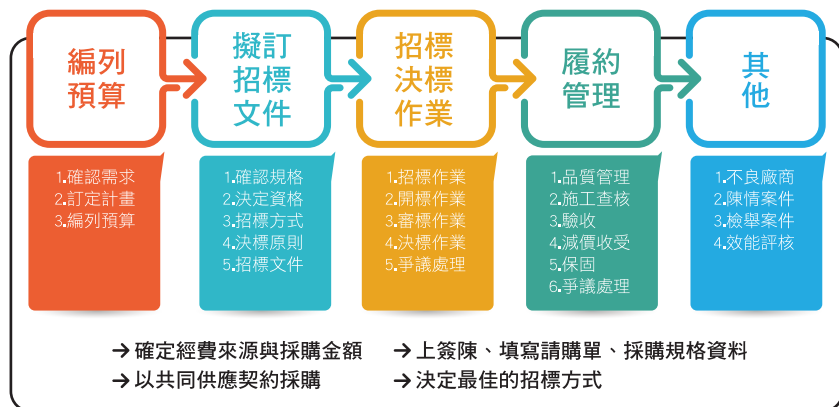 編列
預算
擬訂
招標
文件
招標
決標
作業
履約
管理
其他
1.確認需求
2.訂定計畫
3.編列預算
1.確認規格
2.決定資格
3.招標方式
4.決標原則
5.招標文件
1.招標作業
2.開標作業
3.審標作業
4.決標作業
5.爭議處理
1.品質管理
2.施工查核
3.驗收
4.減價收受
5.保固
6.爭議處理
1.不良廠商
2.陳情案件
3.檢舉案件
4.效能評核
→確定經費來源與採購金額
→上簽陳、填寫請購單、採購規格資料
→以共同供應契約採購
→決定最佳的招標方式